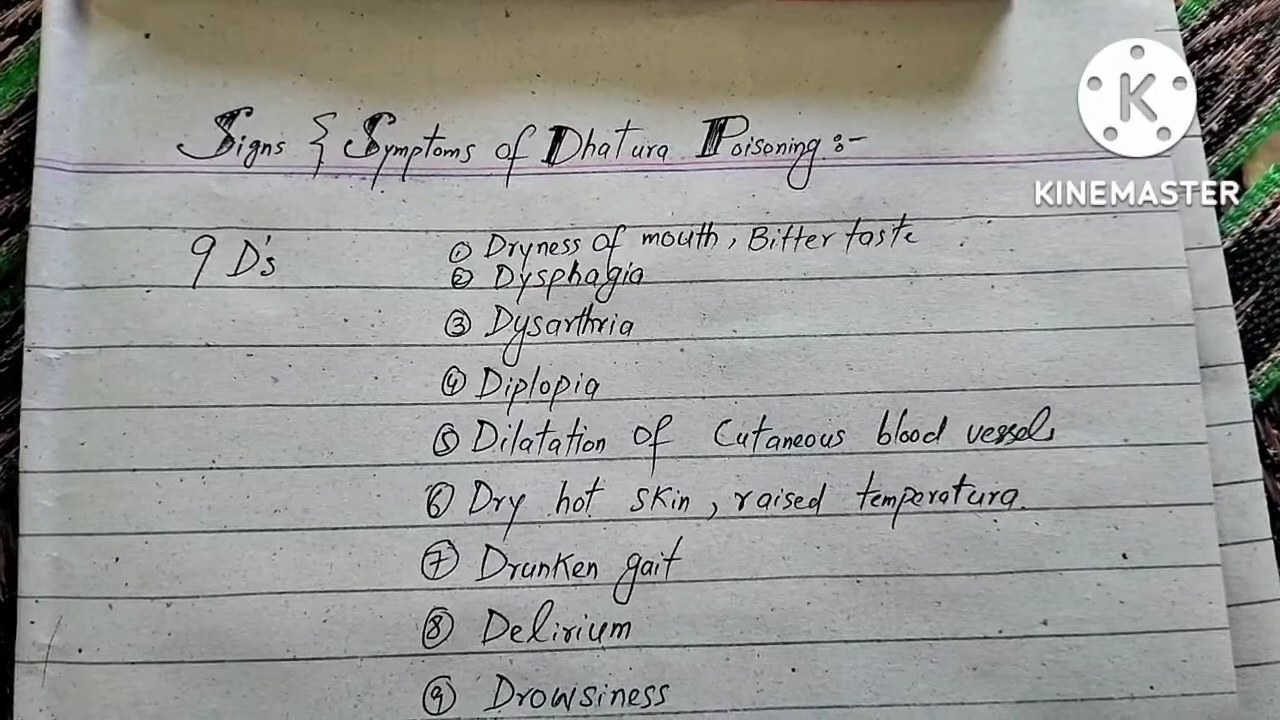 Signs & Symptoms of Dhatura Poisoning :-
K
KINEMASTER
9 D's
① Dryness of mouth, Bitter taste
② Dysphagia
③ Dysarthria
④ Diplopia
⑤ Dilatation of Cutaneous blood vessels
⑥ Dry hot skin, raised temperatura.
⑦ Drunken gait
⑧ Delirium
⑨ Drowsiness